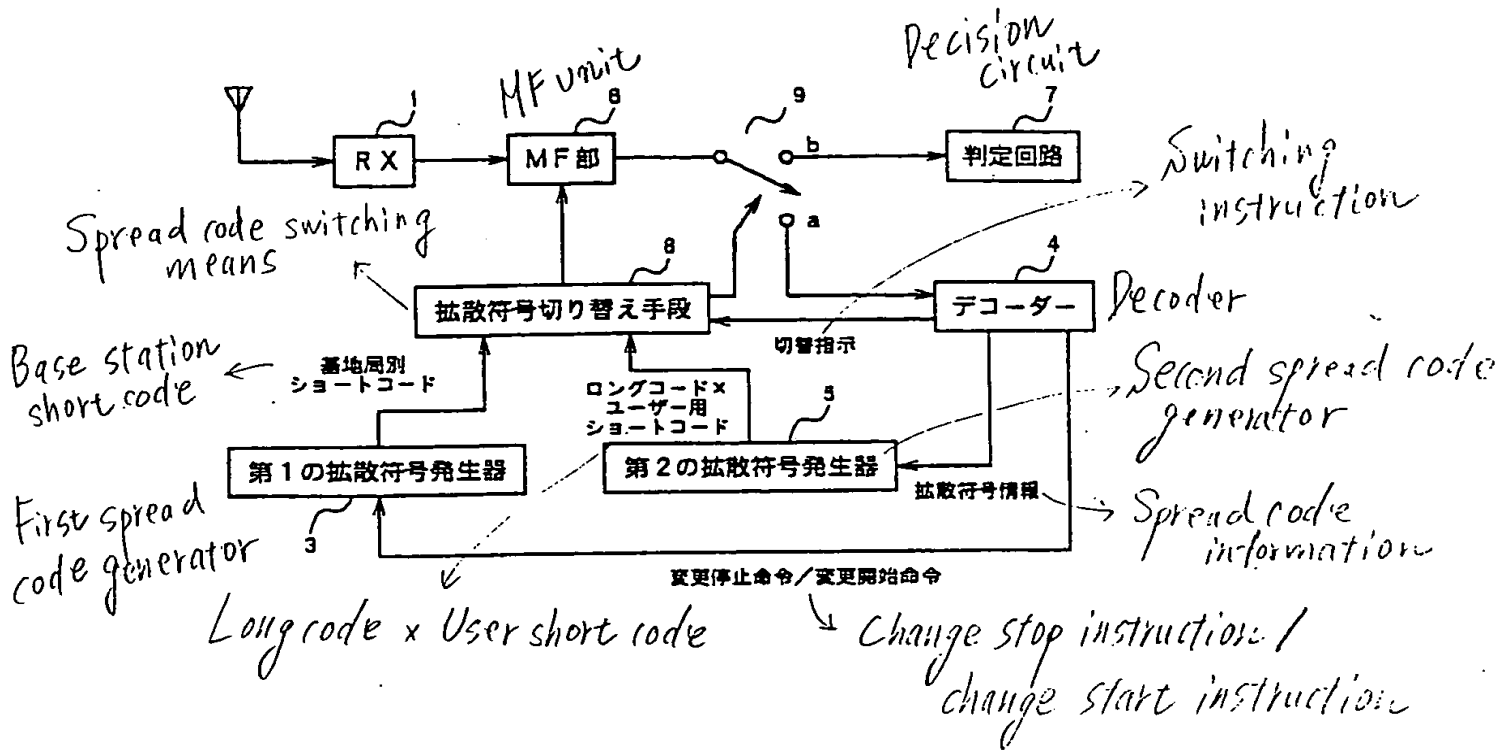 Decision
circuit
MF unit
1
6
9
7
RX
MF部
b
判定回路
Switching
instruction
a
Spread code switching
means
8
4
拡散符号切り替え手段
デコーダー
Decoder
切替指示
Base station
short code
基地局別
ショートコード
ロングコード×
ユーザー用
ショートコード
5
Second spread code
generator
第1の拡散符号発生器
第2の拡散符号発生器
拡散符号情報
First spread
code generator
3
Spread code
information
変更停止命令/変更開始命令
Long code × User short code
Change stop instruction /
change start instruction